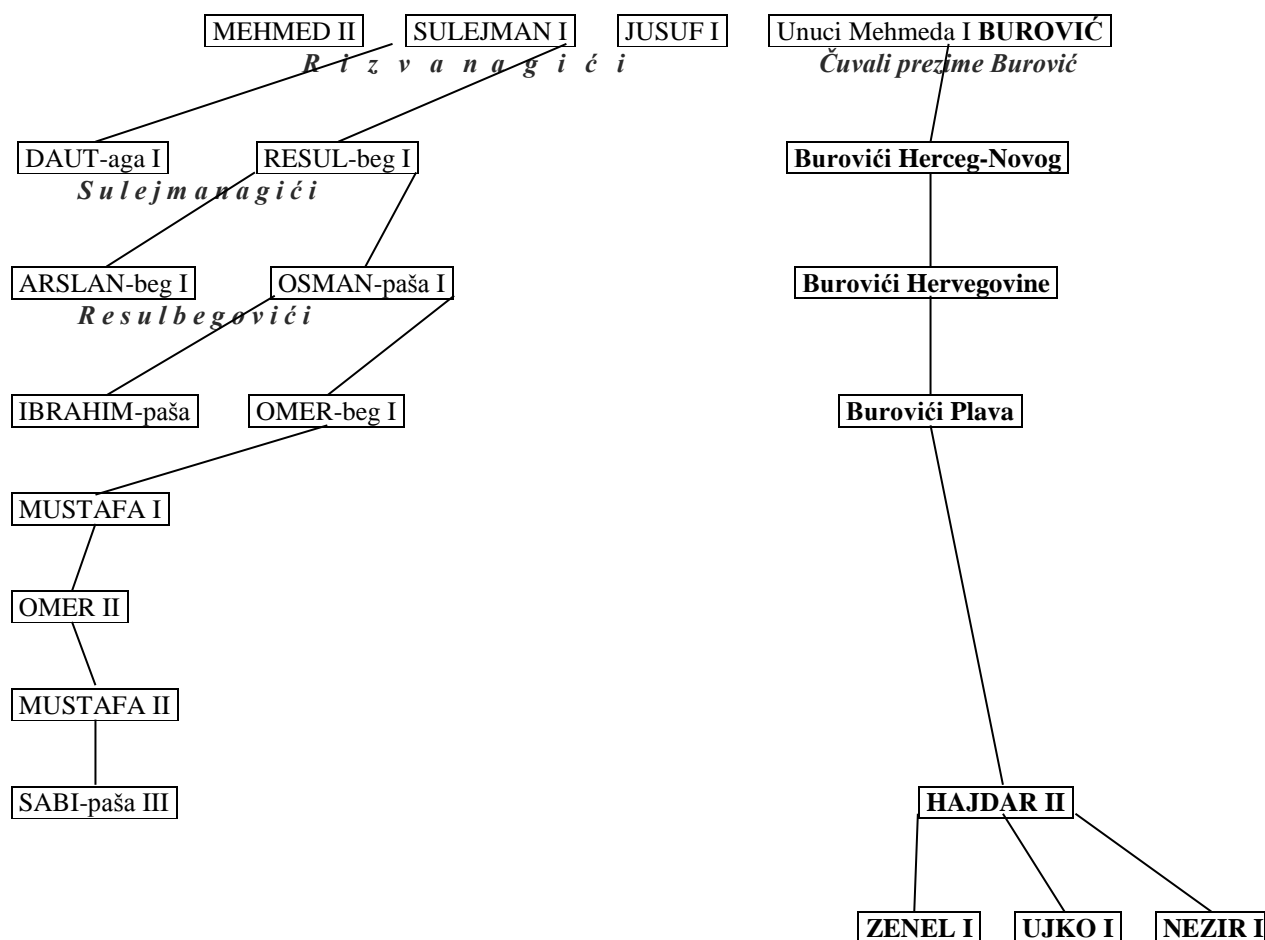 MEHMED II SULEJMAN I JUSUF I Unuci Mehmeda I BUROVIĆ
R i z v a n a g i ć i Čuvali prezime Burović
DAUT-aga I RESUL-beg I Burovići Herceg-Novog
S u l e j m a n a g i ć i
ARSLAN-beg I OSMAN-paša I Burovići Hervegovine
R e s u l b e g o v i ć i
IBRAHIM-paša OMER-beg I Burovići Plava
MUSTAFA I
OMER II
MUSTAFA II
SABI-paša III HAJDAR II
ZENEL I UJKO I NEZIR I